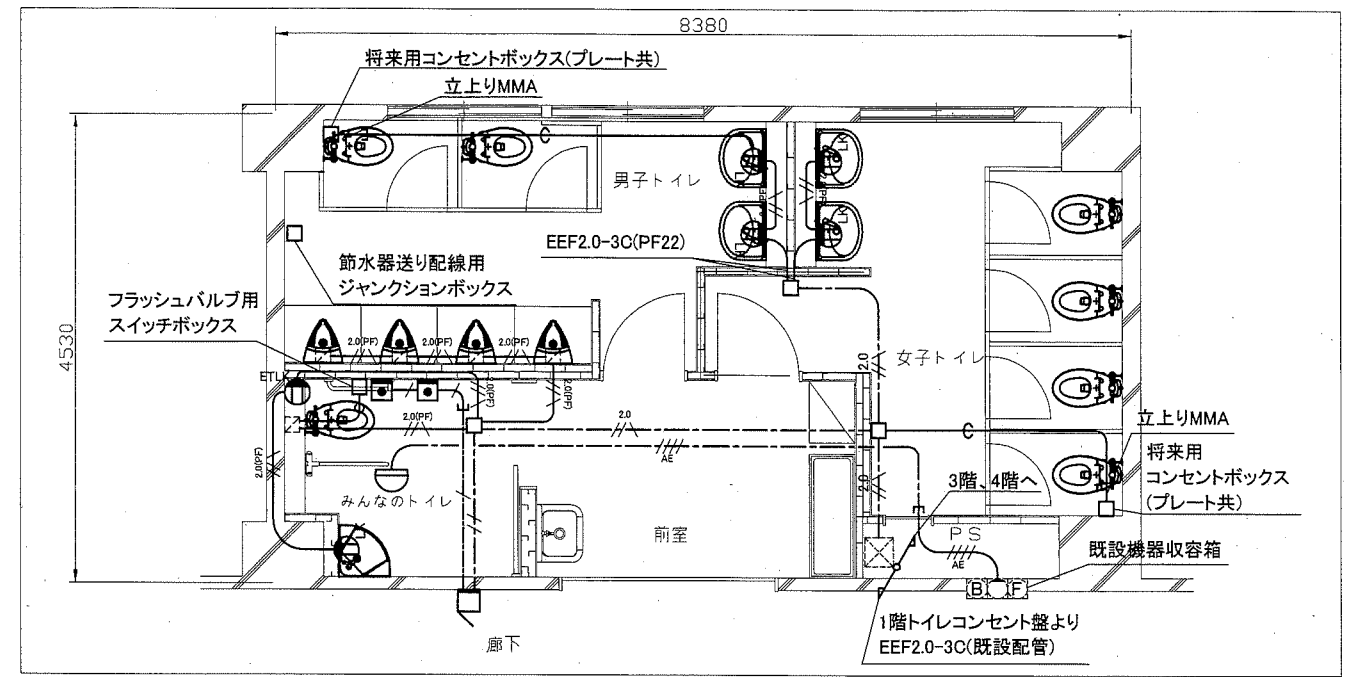 8380
将来用コンセントボックス(プレート共)
立上りMMA
男子トイレ
LK
LK
EEF2.0-3C(PF22)
節水器送り配線用
ジャンクションボックス
フラッシュバルブ用
スイッチボックス
4530
2.0(PF)
2.0(PF)
2.0(PF)
2.0
女子トイレ
2.0(PF)
2.0(PF)
2.0(PF)
2.0
2.0(PF)
AE
2.0
立上りMMA
将来用
コンセントボックス
(プレート共)
3階、4階へ
みんなのトイレ
前室
PS
AE
既設機器収容箱
B
F
1階トイレコンセント盤より
EEF2.0-3C(既設配管)
廊下